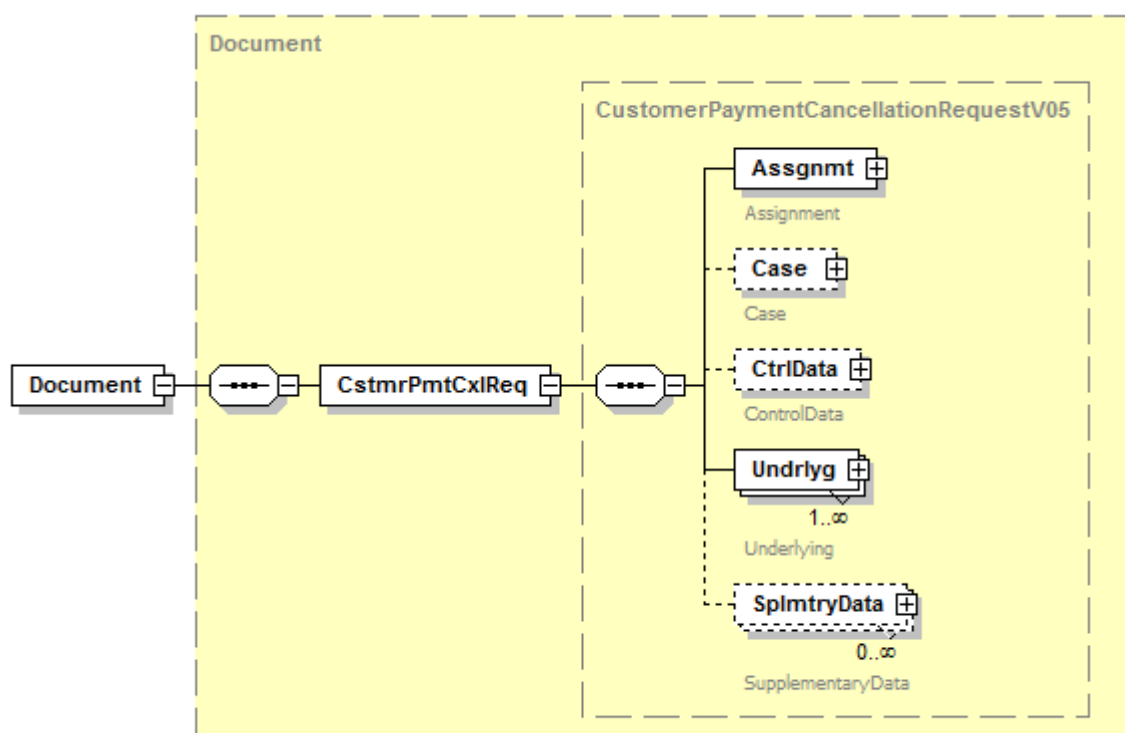 Document
CustomerPaymentCancellationRequestV05
Assgnmt
Assignment
Case
Case
CtrlData
ControlData
Document
CstmrPmtCxlReq
Undrlyg
1..∞
Underlying
SplmtryData
0..∞
SupplementaryData